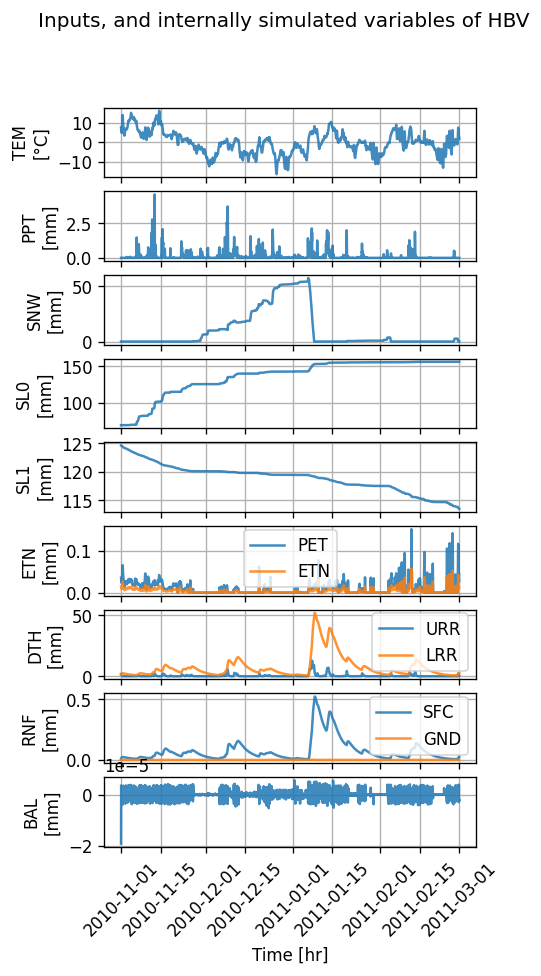 Inputs, and internally simulated variables of HBV
TEM
[°C]
10
0
−10
PPT
[mm]
2.5
0.0
SNW
[mm]
50
0
SL0
[mm]
150
100
SL1
[mm]
125
120
115
ETN
[mm]
0.1
0.0
PET
ETN
DTH
[mm]
50
0
URR
LRR
RNF
[mm]
0.5
0.0
SFC
GND
1e−5
BAL
[mm]
0
−2
2010-11-01
2010-11-15
2010-12-01
2010-12-15
2011-01-01
2011-01-15
2011-02-01
2011-02-15
2011-03-01
Time [hr]